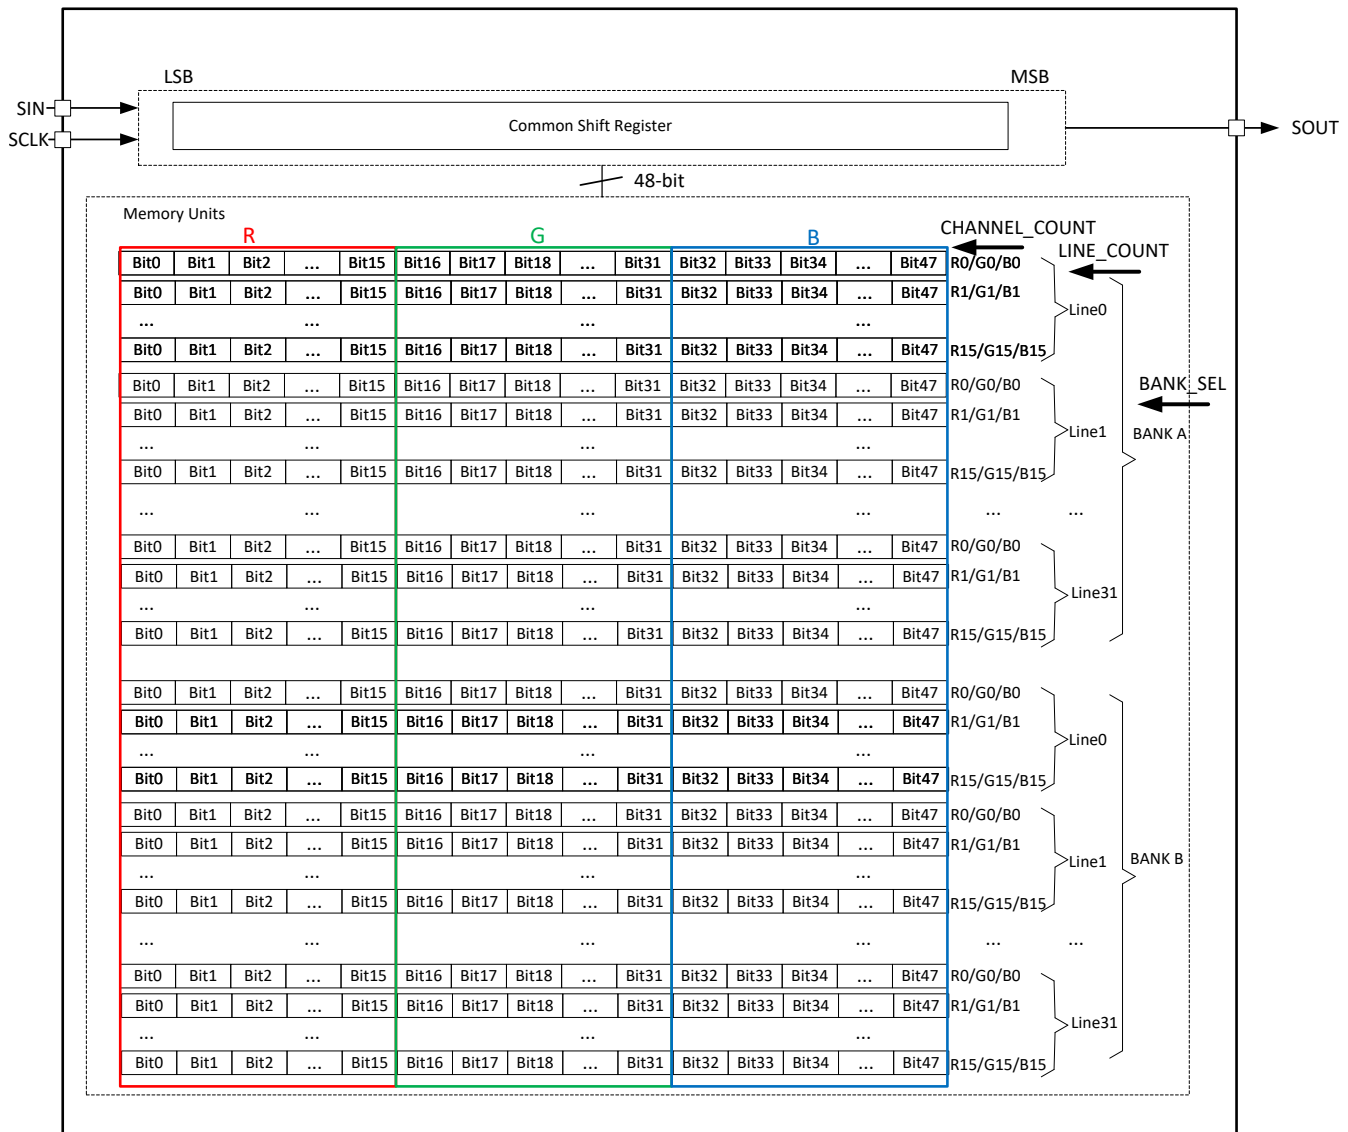 LSB MSB
SIN
Common Shift Register
SOUT
SCLK
48-bit
Memory Units
R G B CHANNEL_COUNT
LINE_COUNT
Bit0 Bit1 Bit2 ... Bit15 Bit16 Bit17 Bit18 ... Bit31 Bit32 Bit33 Bit34 ... Bit47 R0/G0/B0
Bit0 Bit1 Bit2 ... Bit15 Bit16 Bit17 Bit18 ... Bit31 Bit32 Bit33 Bit34 ... Bit47 R1/G1/B1
Line0
... ... ... ...
Bit0 Bit1 Bit2 ... Bit15 Bit16 Bit17 Bit18 ... Bit31 Bit32 Bit33 Bit34 ... Bit47 R15/G15/B15
Bit0 Bit1 Bit2 ... Bit15 Bit16 Bit17 Bit18 ... Bit31 Bit32 Bit33 Bit34 ... Bit47 R0/G0/B0
BANK_SEL
Bit0 Bit1 Bit2 ... Bit15 Bit16 Bit17 Bit18 ... Bit31 Bit32 Bit33 Bit34 ... Bit47 R1/G1/B1
Line1 BANK A
... ... ... ...
Bit0 Bit1 Bit2 ... Bit15 Bit16 Bit17 Bit18 ... Bit31 Bit32 Bit33 Bit34 ... Bit47 R15/G15/B15
... ... ... ... ... ...
Bit0 Bit1 Bit2 ... Bit15 Bit16 Bit17 Bit18 ... Bit31 Bit32 Bit33 Bit34 ... Bit47 R0/G0/B0
Bit0 Bit1 Bit2 ... Bit15 Bit16 Bit17 Bit18 ... Bit31 Bit32 Bit33 Bit34 ... Bit47 R1/G1/B1
Line31
... ... ... ...
Bit0 Bit1 Bit2 ... Bit15 Bit16 Bit17 Bit18 ... Bit31 Bit32 Bit33 Bit34 ... Bit47 R15/G15/B15
Bit0 Bit1 Bit2 ... Bit15 Bit16 Bit17 Bit18 ... Bit31 Bit32 Bit33 Bit34 ... Bit47 R0/G0/B0
Bit0 Bit1 Bit2 ... Bit15 Bit16 Bit17 Bit18 ... Bit31 Bit32 Bit33 Bit34 ... Bit47 R1/G1/B1
Line0
... ... ... ...
Bit0 Bit1 Bit2 ... Bit15 Bit16 Bit17 Bit18 ... Bit31 Bit32 Bit33 Bit34 ... Bit47 R15/G15/B15
Bit0 Bit1 Bit2 ... Bit15 Bit16 Bit17 Bit18 ... Bit31 Bit32 Bit33 Bit34 ... Bit47 R0/G0/B0
Bit0 Bit1 Bit2 ... Bit15 Bit16 Bit17 Bit18 ... Bit31 Bit32 Bit33 Bit34 ... Bit47 R1/G1/B1
Line1 BANK B
... ... ... ...
Bit0 Bit1 Bit2 ... Bit15 Bit16 Bit17 Bit18 ... Bit31 Bit32 Bit33 Bit34 ... Bit47 R15/G15/B15
... ... ... ... ... ...
Bit0 Bit1 Bit2 ... Bit15 Bit16 Bit17 Bit18 ... Bit31 Bit32 Bit33 Bit34 ... Bit47 R0/G0/B0
Bit0 Bit1 Bit2 ... Bit15 Bit16 Bit17 Bit18 ... Bit31 Bit32 Bit33 Bit34 ... Bit47 R1/G1/B1
Line31
... ... ... ...
Bit0 Bit1 Bit2 ... Bit15 Bit16 Bit17 Bit18 ... Bit31 Bit32 Bit33 Bit34 ... Bit47 R15/G15/B15